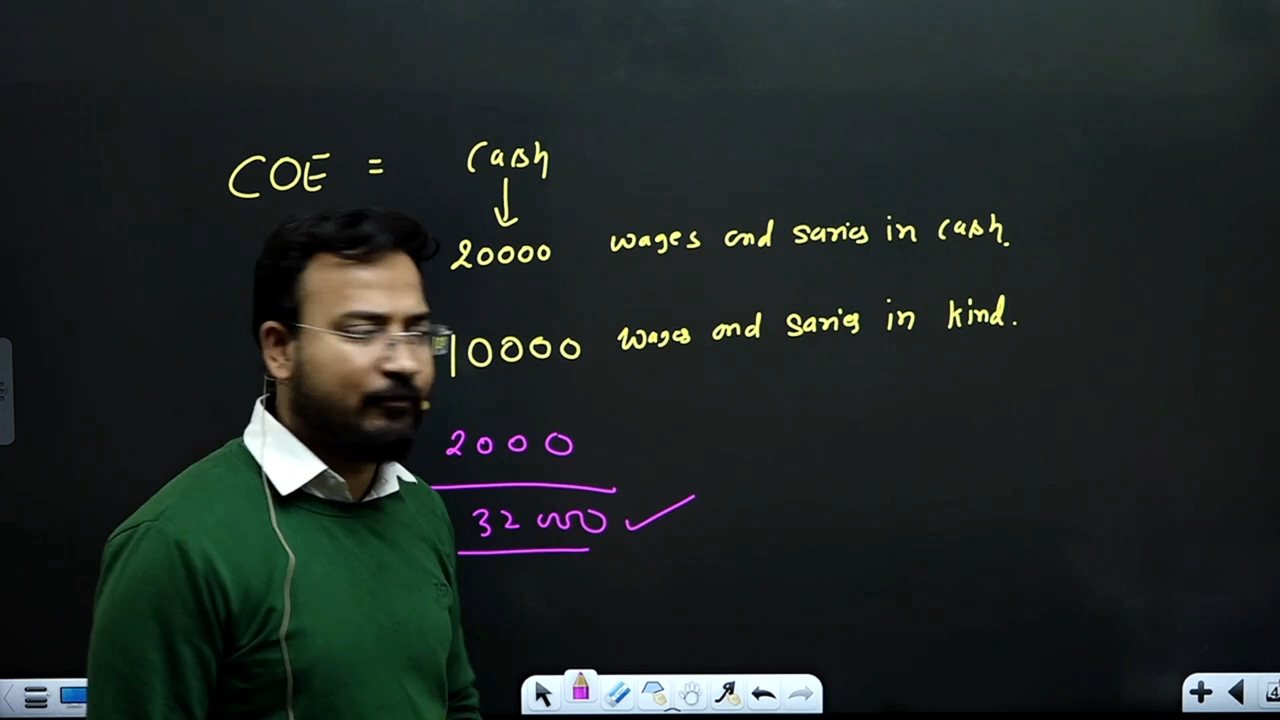 COE = Cash
20000 wages and saries in cash.
10000 wages and saries in kind.
2000
32000